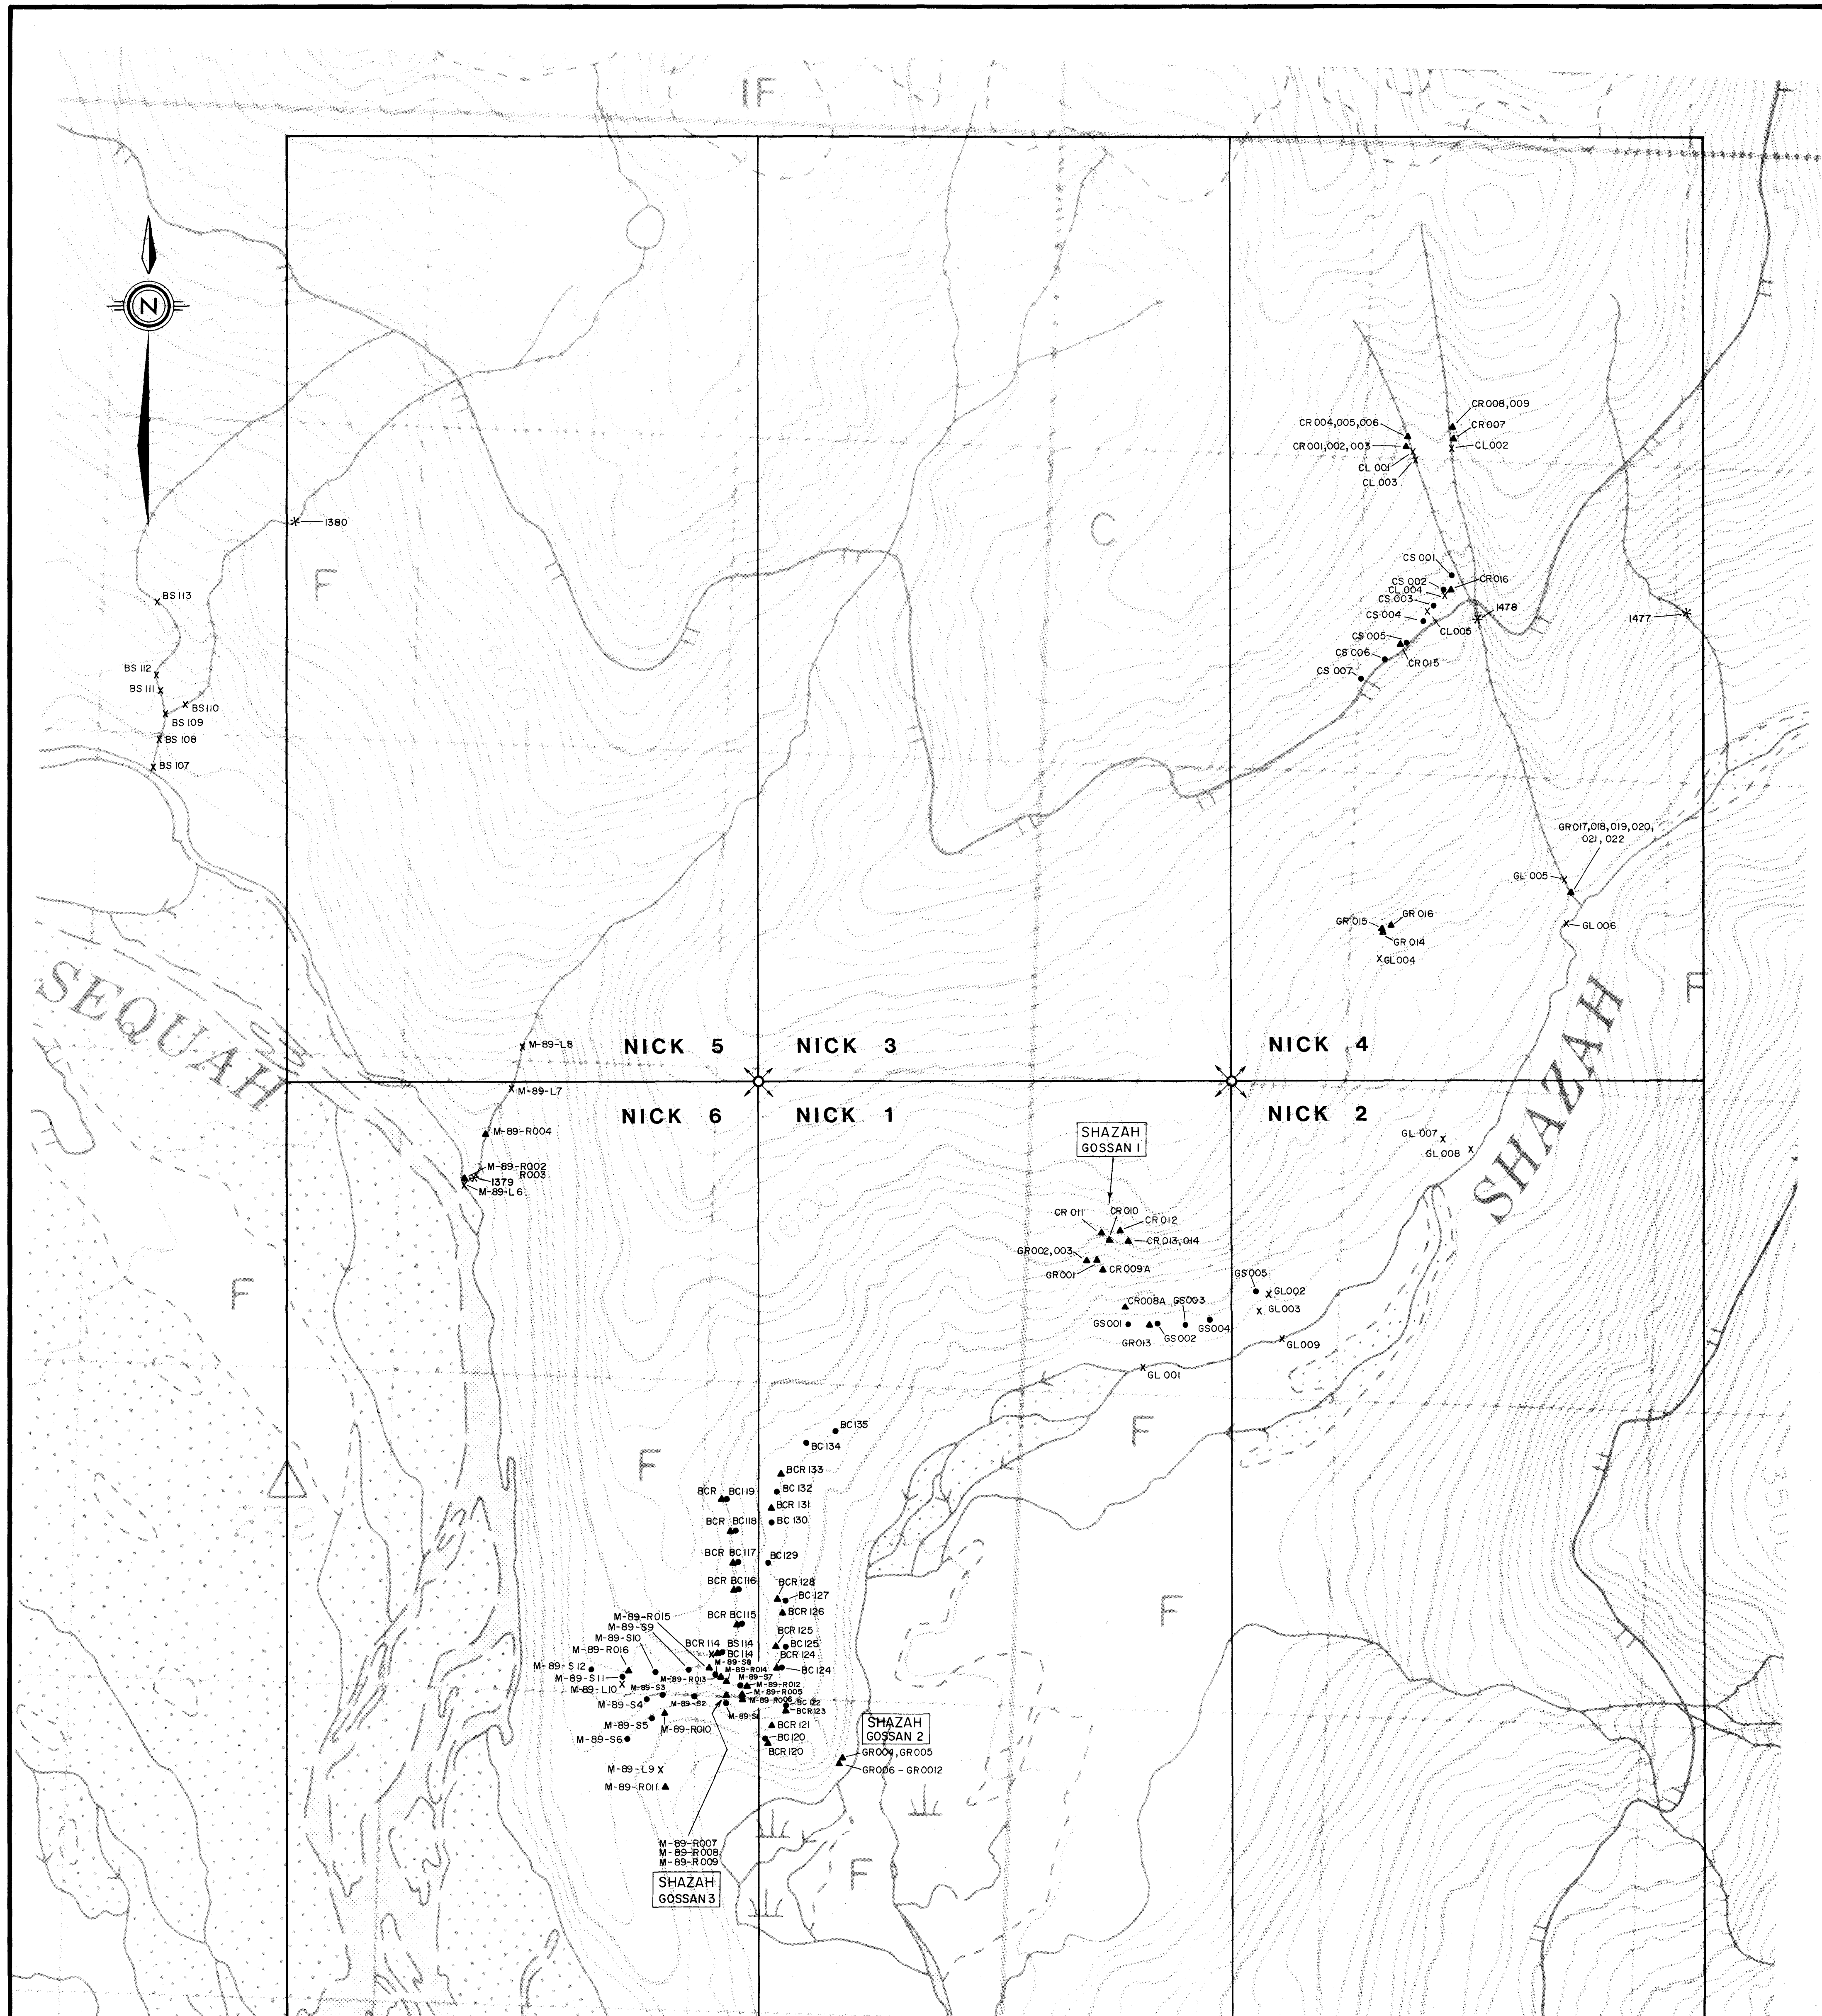 IF
N
CR 008,009
CR 004,005,006
CR 007
CR 001,002,003
CL 002
CL 001
CL 003
1380
C
F
CS 001
CS 002
CR 016
CL 004
CS 003
1478
CS 004
CL 005
1477
CS 005
CS 006
CR 015
CS 007
BS 113
BS 112
BS 111
BS 110
BS 109
BS 108
BS 107
GR 017,018,019,020,
021, 022
GL 005
GR 015
GR 016
GL 006
GR 014
GL 004
SEQUAH
F
SHAZAH
M-89-L8
NICK 5
NICK 3
NICK 4
M-89-L7
NICK 6
NICK 1
NICK 2
M-89-R004
SHAZAH
GOSSAN 1
GL 007
GL 008
M-89-R002
R003
1379
M-89-L6
CR 011
CR 010
CR 012
CR 013, 014
GR 002,003
GR 001
CR 009A
F
GS 005
GL 002
GL 003
CR 008A
GS 003
GS 001
GS 002
GS 004
GR 013
GL 009
GL 001
F
BC 135
BC 134
F
BCR 133
BCR
BC 119
BC 132
BCR 131
BCR
BC 118
BC 130
BCR
BC 117
BC 129
BCR
BC 116
BCR 128
BC 127
BCR 126
F
M-89-R015
BCR
BC 115
M-89-S9
M-89-S10
BCR 125
M-89-R016
BCR 114
BS 114
BC 125
BC 114
BCR 124
M-89-S12
M-89-S8
M-89-R014
BC 124
M-89-S11
M-89-R013
M-89-S7
M-89-L10
M-89-S3
M-89-R012
M-89-R005
M-89-S4
M-89-S2
M-89-R006
BC 122
M-89-S1
BCR 123
M-89-S5
M-89-R010
BCR 121
SHAZAH
GOSSAN 2
M-89-S6
BC 120
BCR 120
GR 004, GR 005
M-89-L9
GR 006 - GR 0012
M-89-R011
M-89-R007
M-89-R008
M-89-R009
F
SHAZAH
GOSSAN 3
F